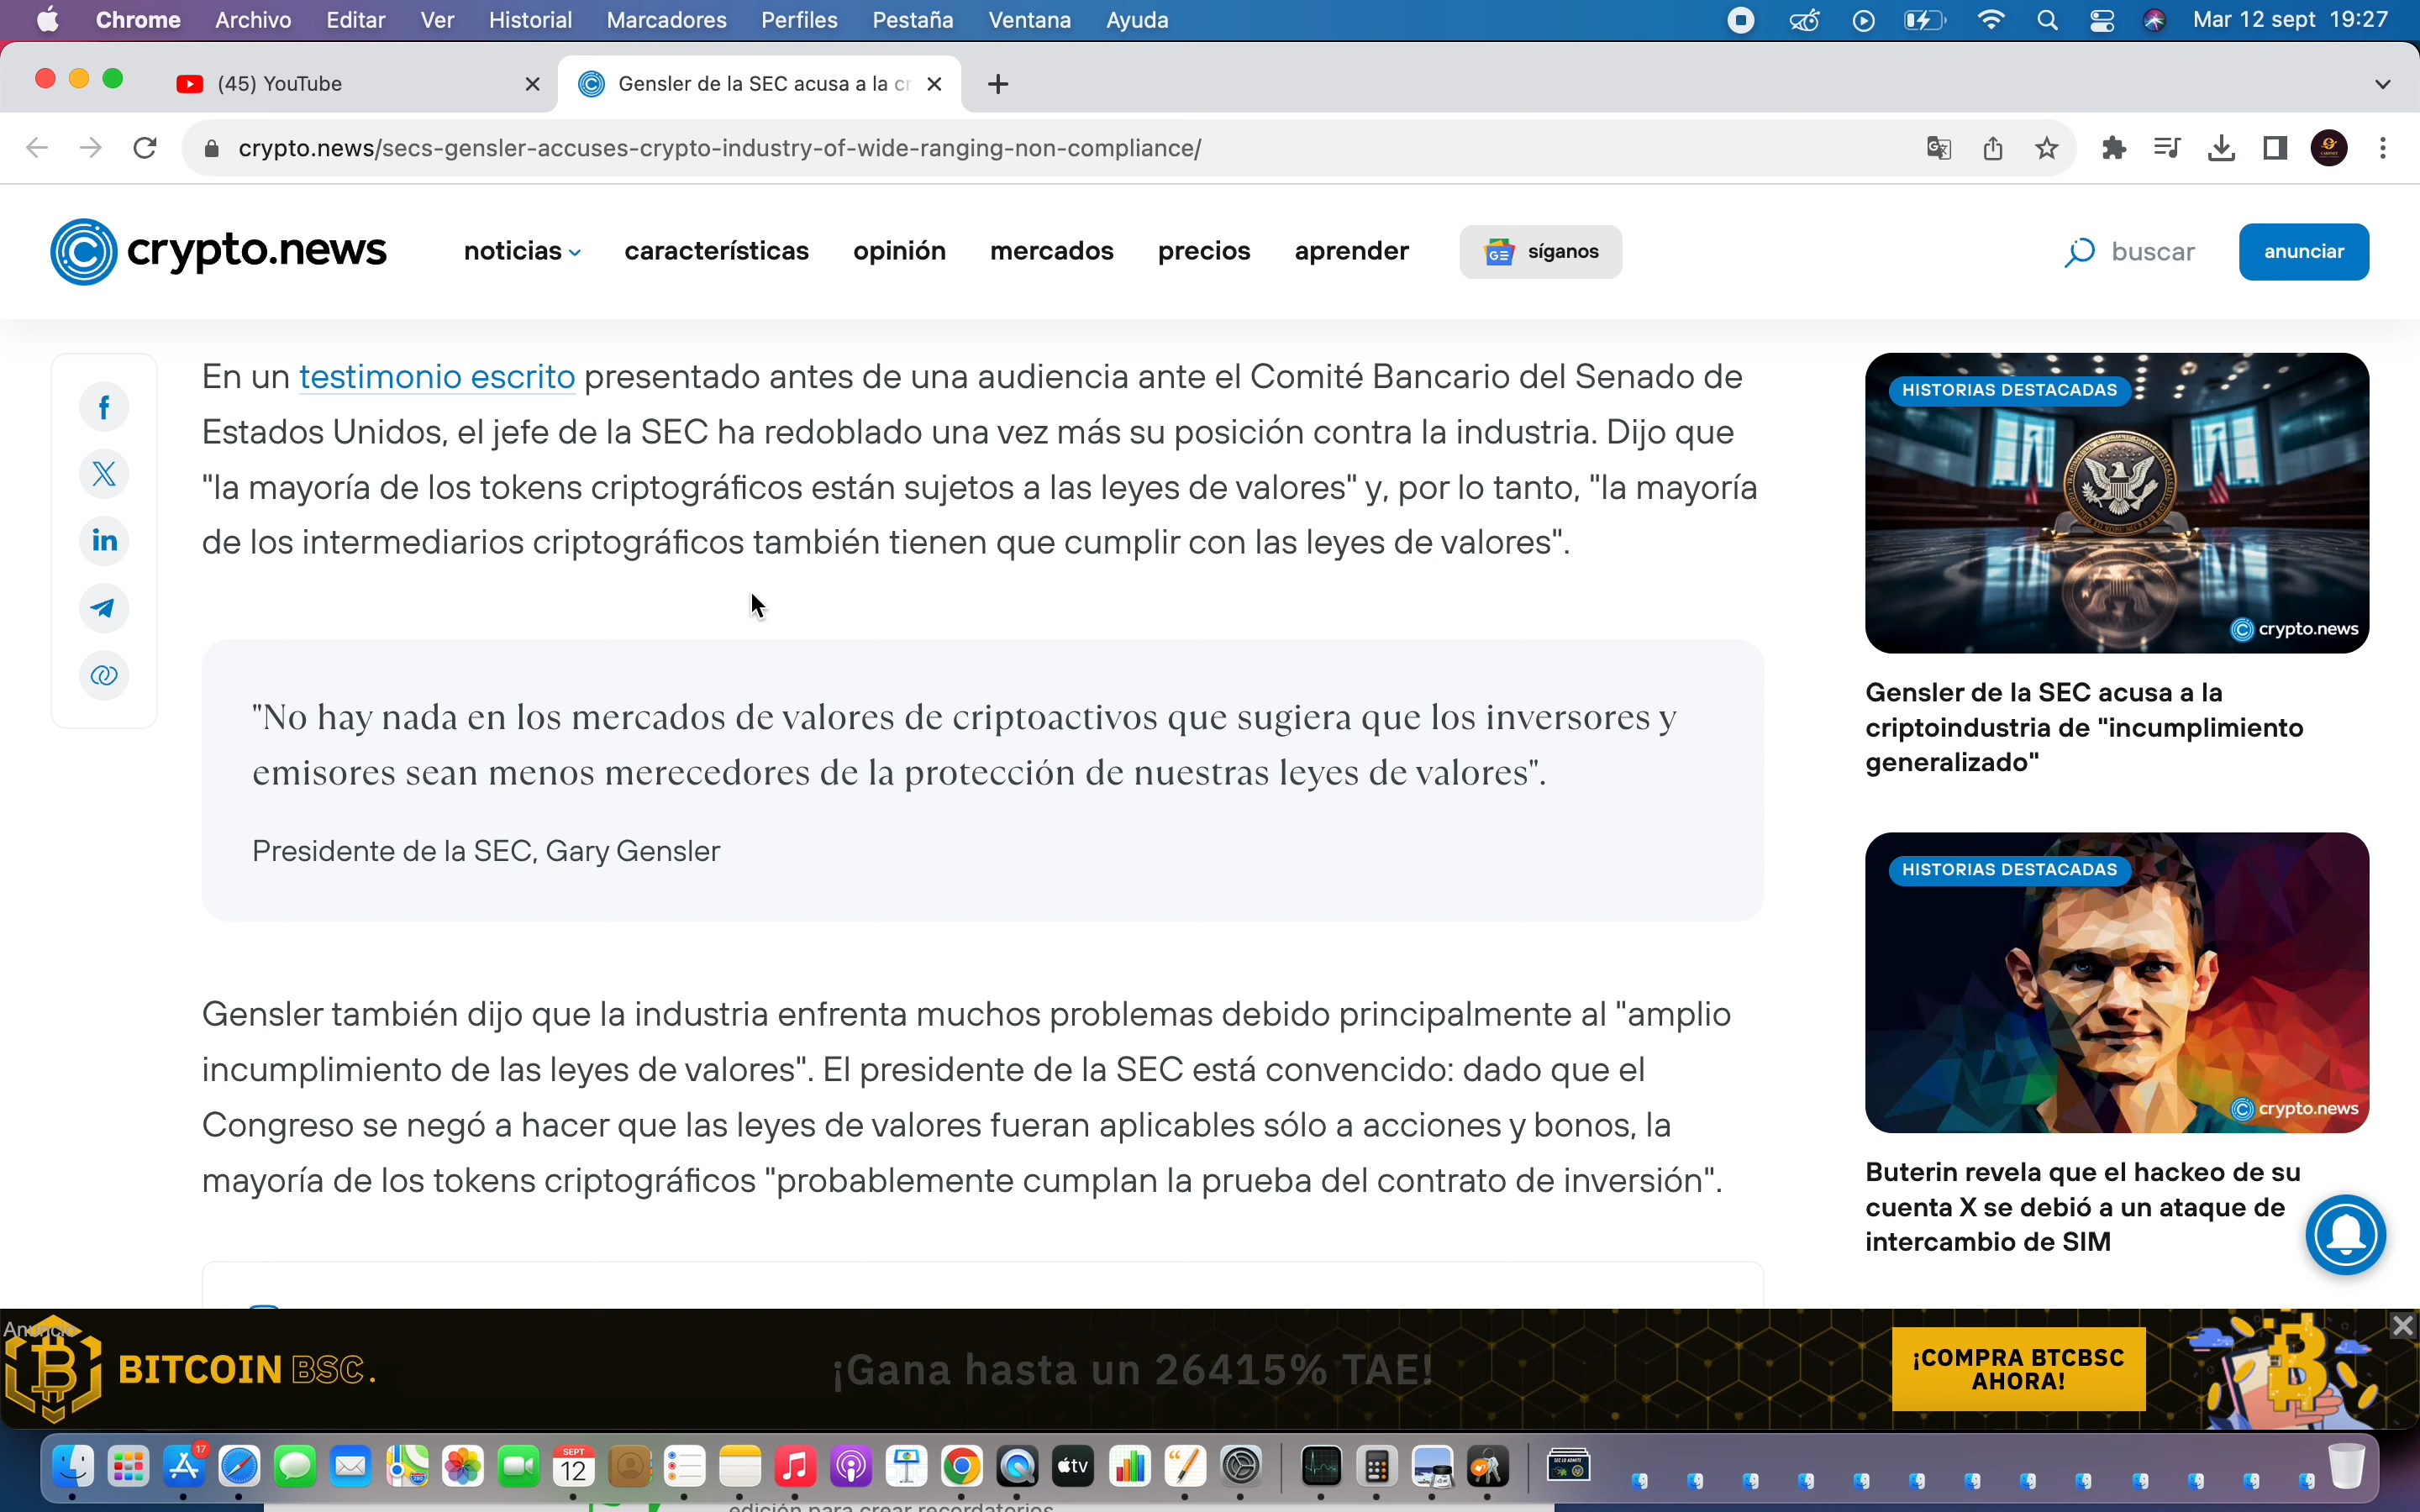 Chrome Archivo Editar Ver Historial Marcadores Perfiles Pestaña Ventana Ayuda Mar 12 sept 19:27
(45) YouTube
Gensler de la SEC acusa a la cr
crypto.news/secs-gensler-accuses-crypto-industry-of-wide-ranging-non-compliance/
crypto.news noticias características opinión mercados precios aprender síganos buscar anunciar
En un testimonio escrito presentado antes de una audiencia ante el Comité Bancario del Senado de
Estados Unidos, el jefe de la SEC ha redoblado una vez más su posición contra la industria. Dijo que
"la mayoría de los tokens criptográficos están sujetos a las leyes de valores" y, por lo tanto, "la mayoría
de los intermediarios criptográficos también tienen que cumplir con las leyes de valores".
"No hay nada en los mercados de valores de criptoactivos que sugiera que los inversores y
emisores sean menos merecedores de la protección de nuestras leyes de valores".
Presidente de la SEC, Gary Gensler
Gensler también dijo que la industria enfrenta muchos problemas debido principalmente al "amplio
incumplimiento de las leyes de valores". El presidente de la SEC está convencido: dado que el
Congreso se negó a hacer que las leyes de valores fueran aplicables sólo a acciones y bonos, la
mayoría de los tokens criptográficos "probablemente cumplan la prueba del contrato de inversión".
HISTORIAS DESTACADAS
crypto.news
Gensler de la SEC acusa a la
criptoindustria de "incumplimiento
generalizado"
HISTORIAS DESTACADAS
crypto.news
Buterin revela que el hackeo de su
cuenta X se debió a un ataque de
intercambio de SIM
Anuncio
BITCOIN BSC.
¡Gana hasta un 26415% TAE!
¡COMPRA BTCBSC
AHORA!
17
SEPT
12
tv
edición para crear recordatorios